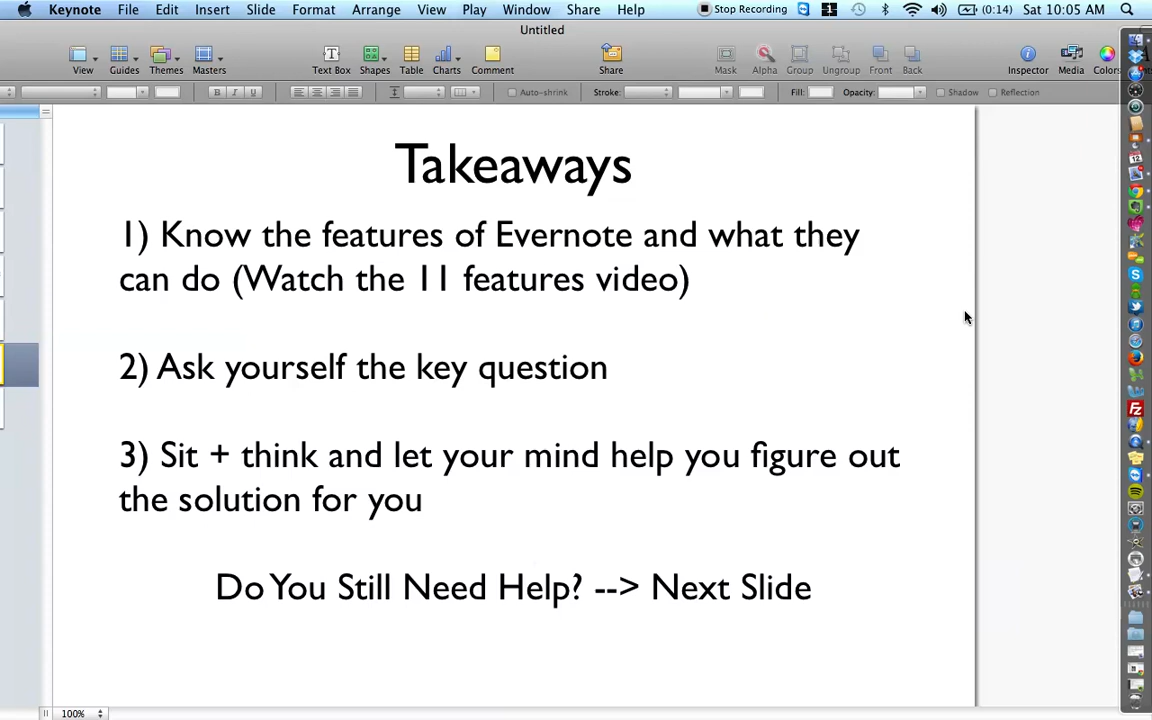 Keynote File Edit Insert Slide Format Arrange View Play Window Share Help Stop Recording 1 (0:14) Sat 10:05 AM
Untitled
View Guides Themes Masters Text Box Shapes Table Charts Comment Share Mask Alpha Group Ungroup Front Back Inspector Media Colors
B I U Auto-shrink Stroke: Fill: Opacity: Shadow Reflection
Takeaways
1) Know the features of Evernote and what they
can do (Watch the 11 features video)
2) Ask yourself the key question
3) Sit + think and let your mind help you figure out
the solution for you
Do You Still Need Help? --> Next Slide
100%